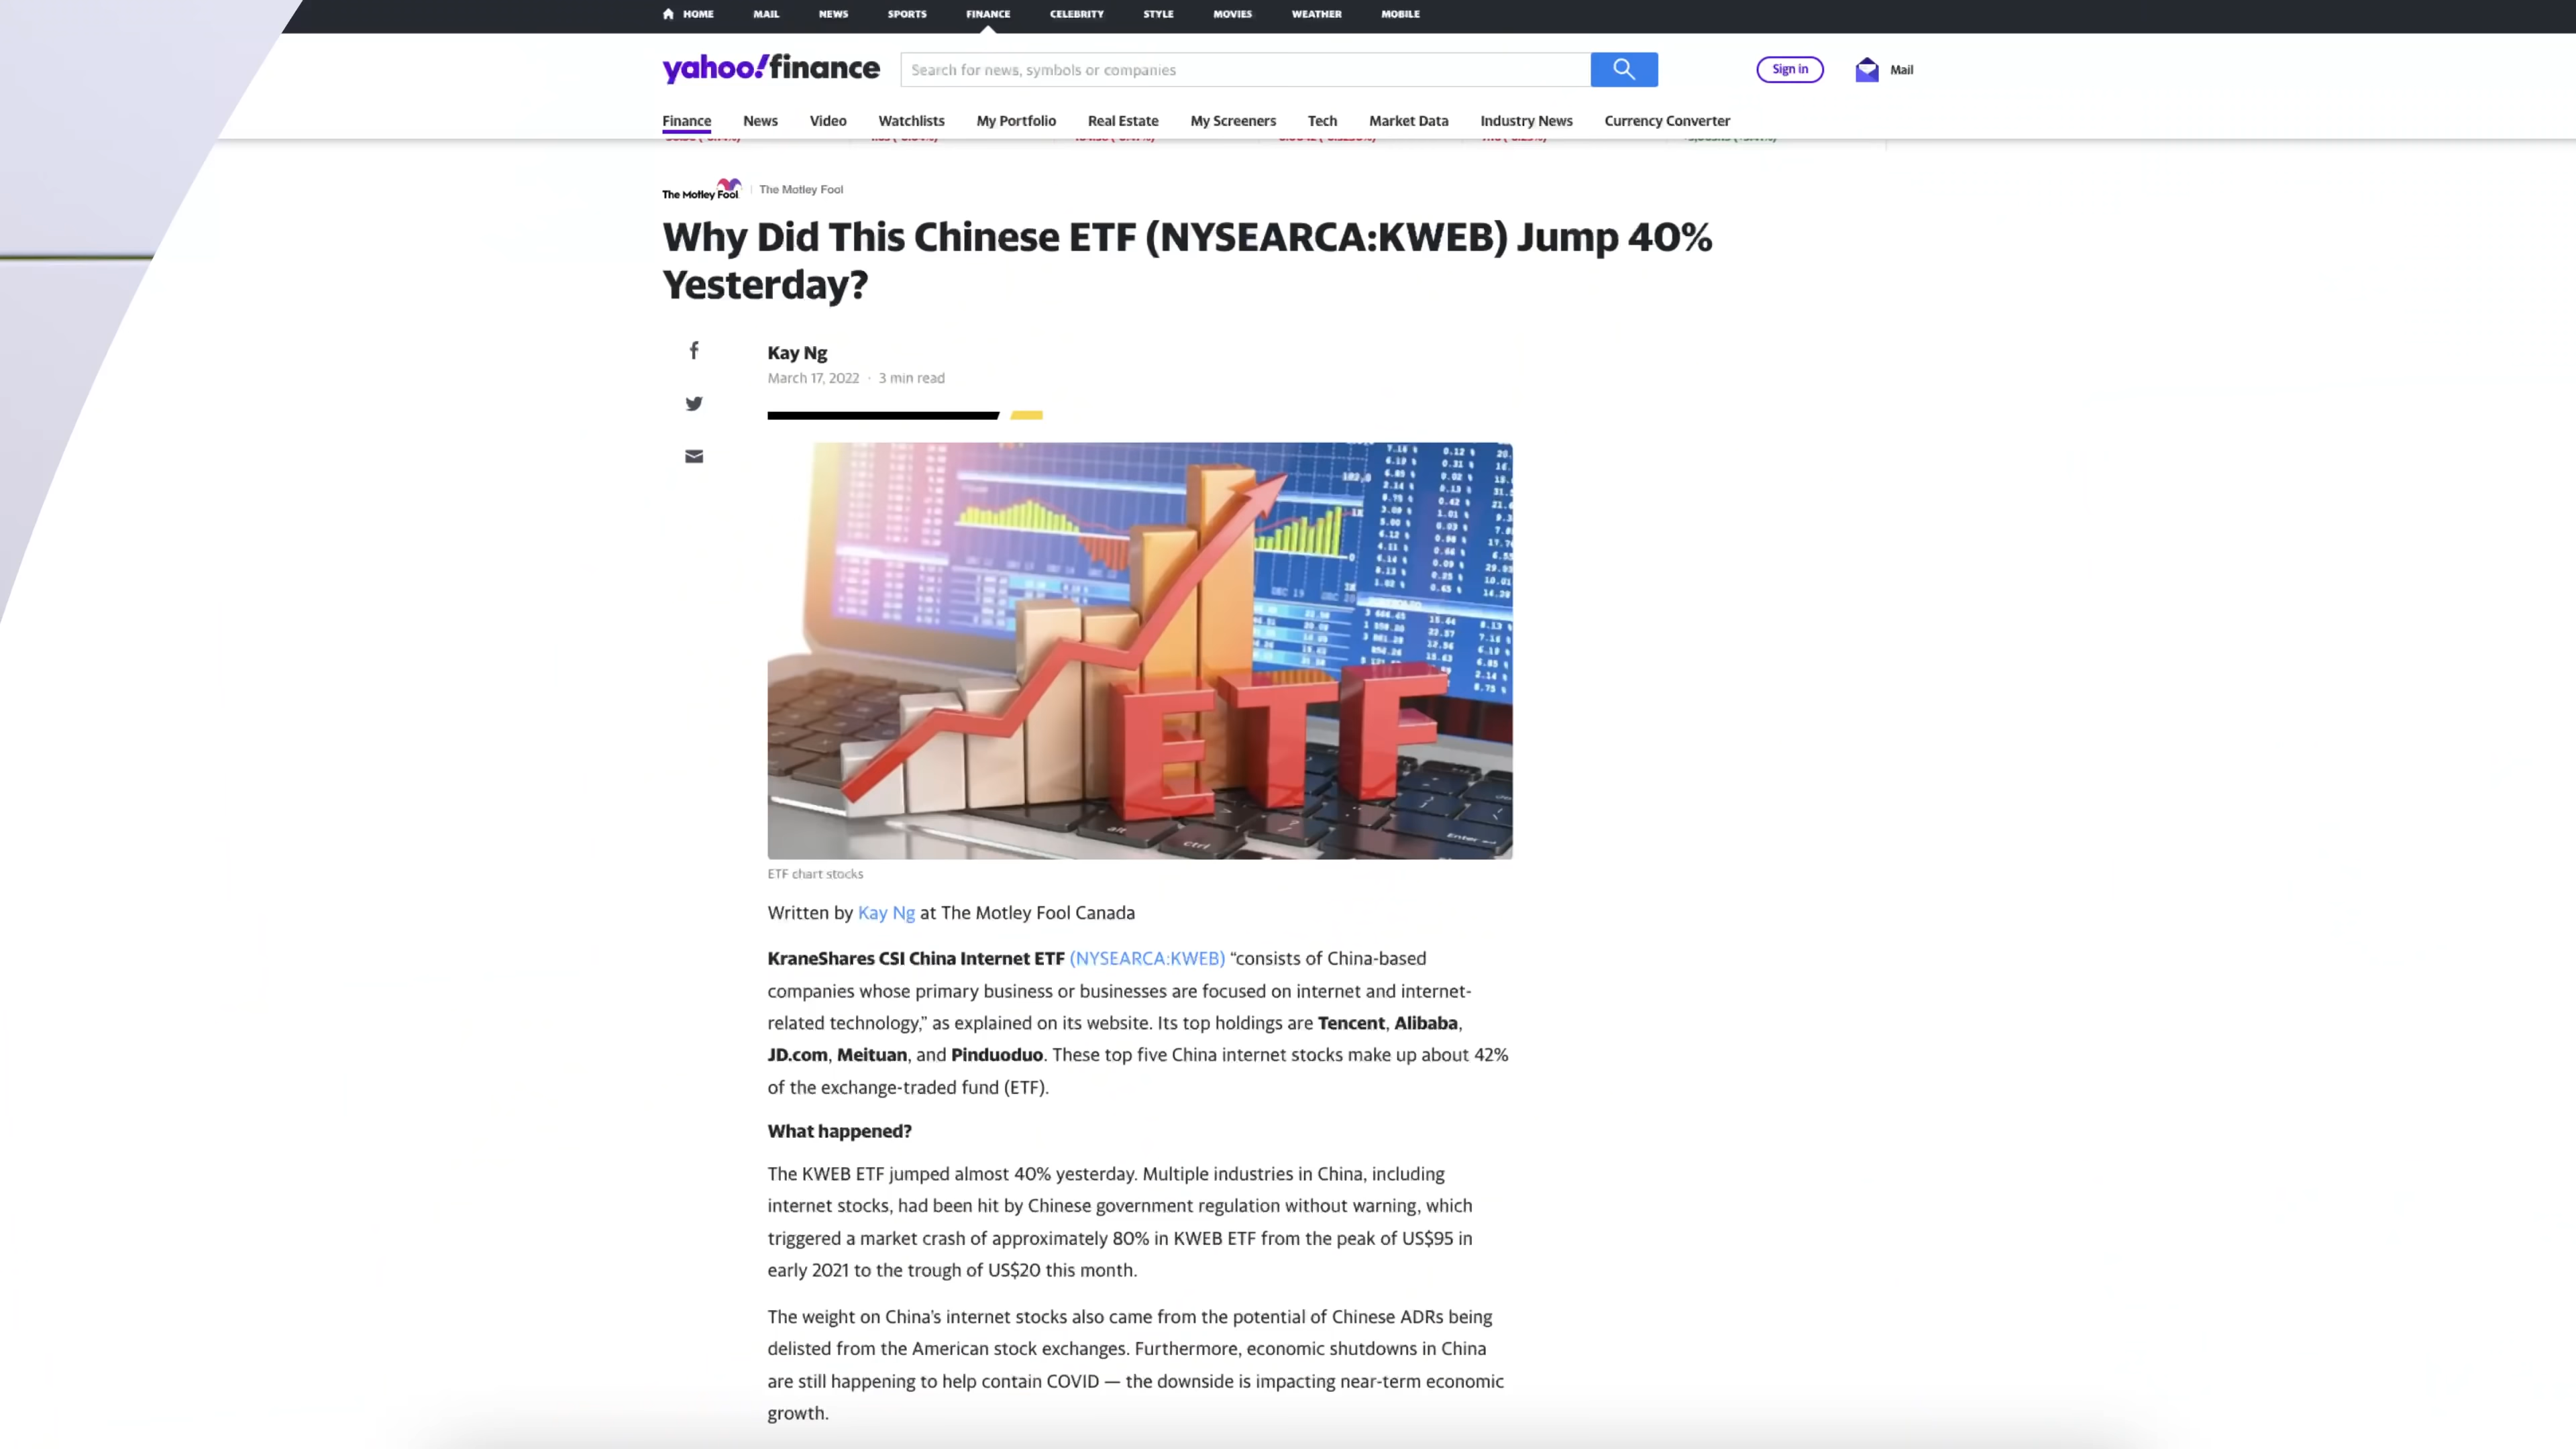 HOME MAIL NEWS SPORTS FINANCE CELEBRITY STYLE MOVIES WEATHER MOBILE
yahoo!finance Search for news, symbols or companies Sign in Mail
Finance News Video Watchlists My Portfolio Real Estate My Screeners Tech Market Data Industry News Currency Converter
The Motley Fool The Motley Fool
Why Did This Chinese ETF (NYSEARCA:KWEB) Jump 40%
Yesterday?
Kay Ng
March 17, 2022 · 3 min read
ETF
alt
ctrl
Enter
ETF chart stocks
Written by Kay Ng at The Motley Fool Canada
KraneShares CSI China Internet ETF (NYSEARCA:KWEB) “consists of China-based
companies whose primary business or businesses are focused on internet and internet-
related technology,” as explained on its website. Its top holdings are Tencent, Alibaba,
JD.com, Meituan, and Pinduoduo. These top five China internet stocks make up about 42%
of the exchange-traded fund (ETF).
What happened?
The KWEB ETF jumped almost 40% yesterday. Multiple industries in China, including
internet stocks, had been hit by Chinese government regulation without warning, which
triggered a market crash of approximately 80% in KWEB ETF from the peak of US$95 in
early 2021 to the trough of US$20 this month.
The weight on China’s internet stocks also came from the potential of Chinese ADRs being
delisted from the American stock exchanges. Furthermore, economic shutdowns in China
are still happening to help contain COVID — the downside is impacting near-term economic
growth.